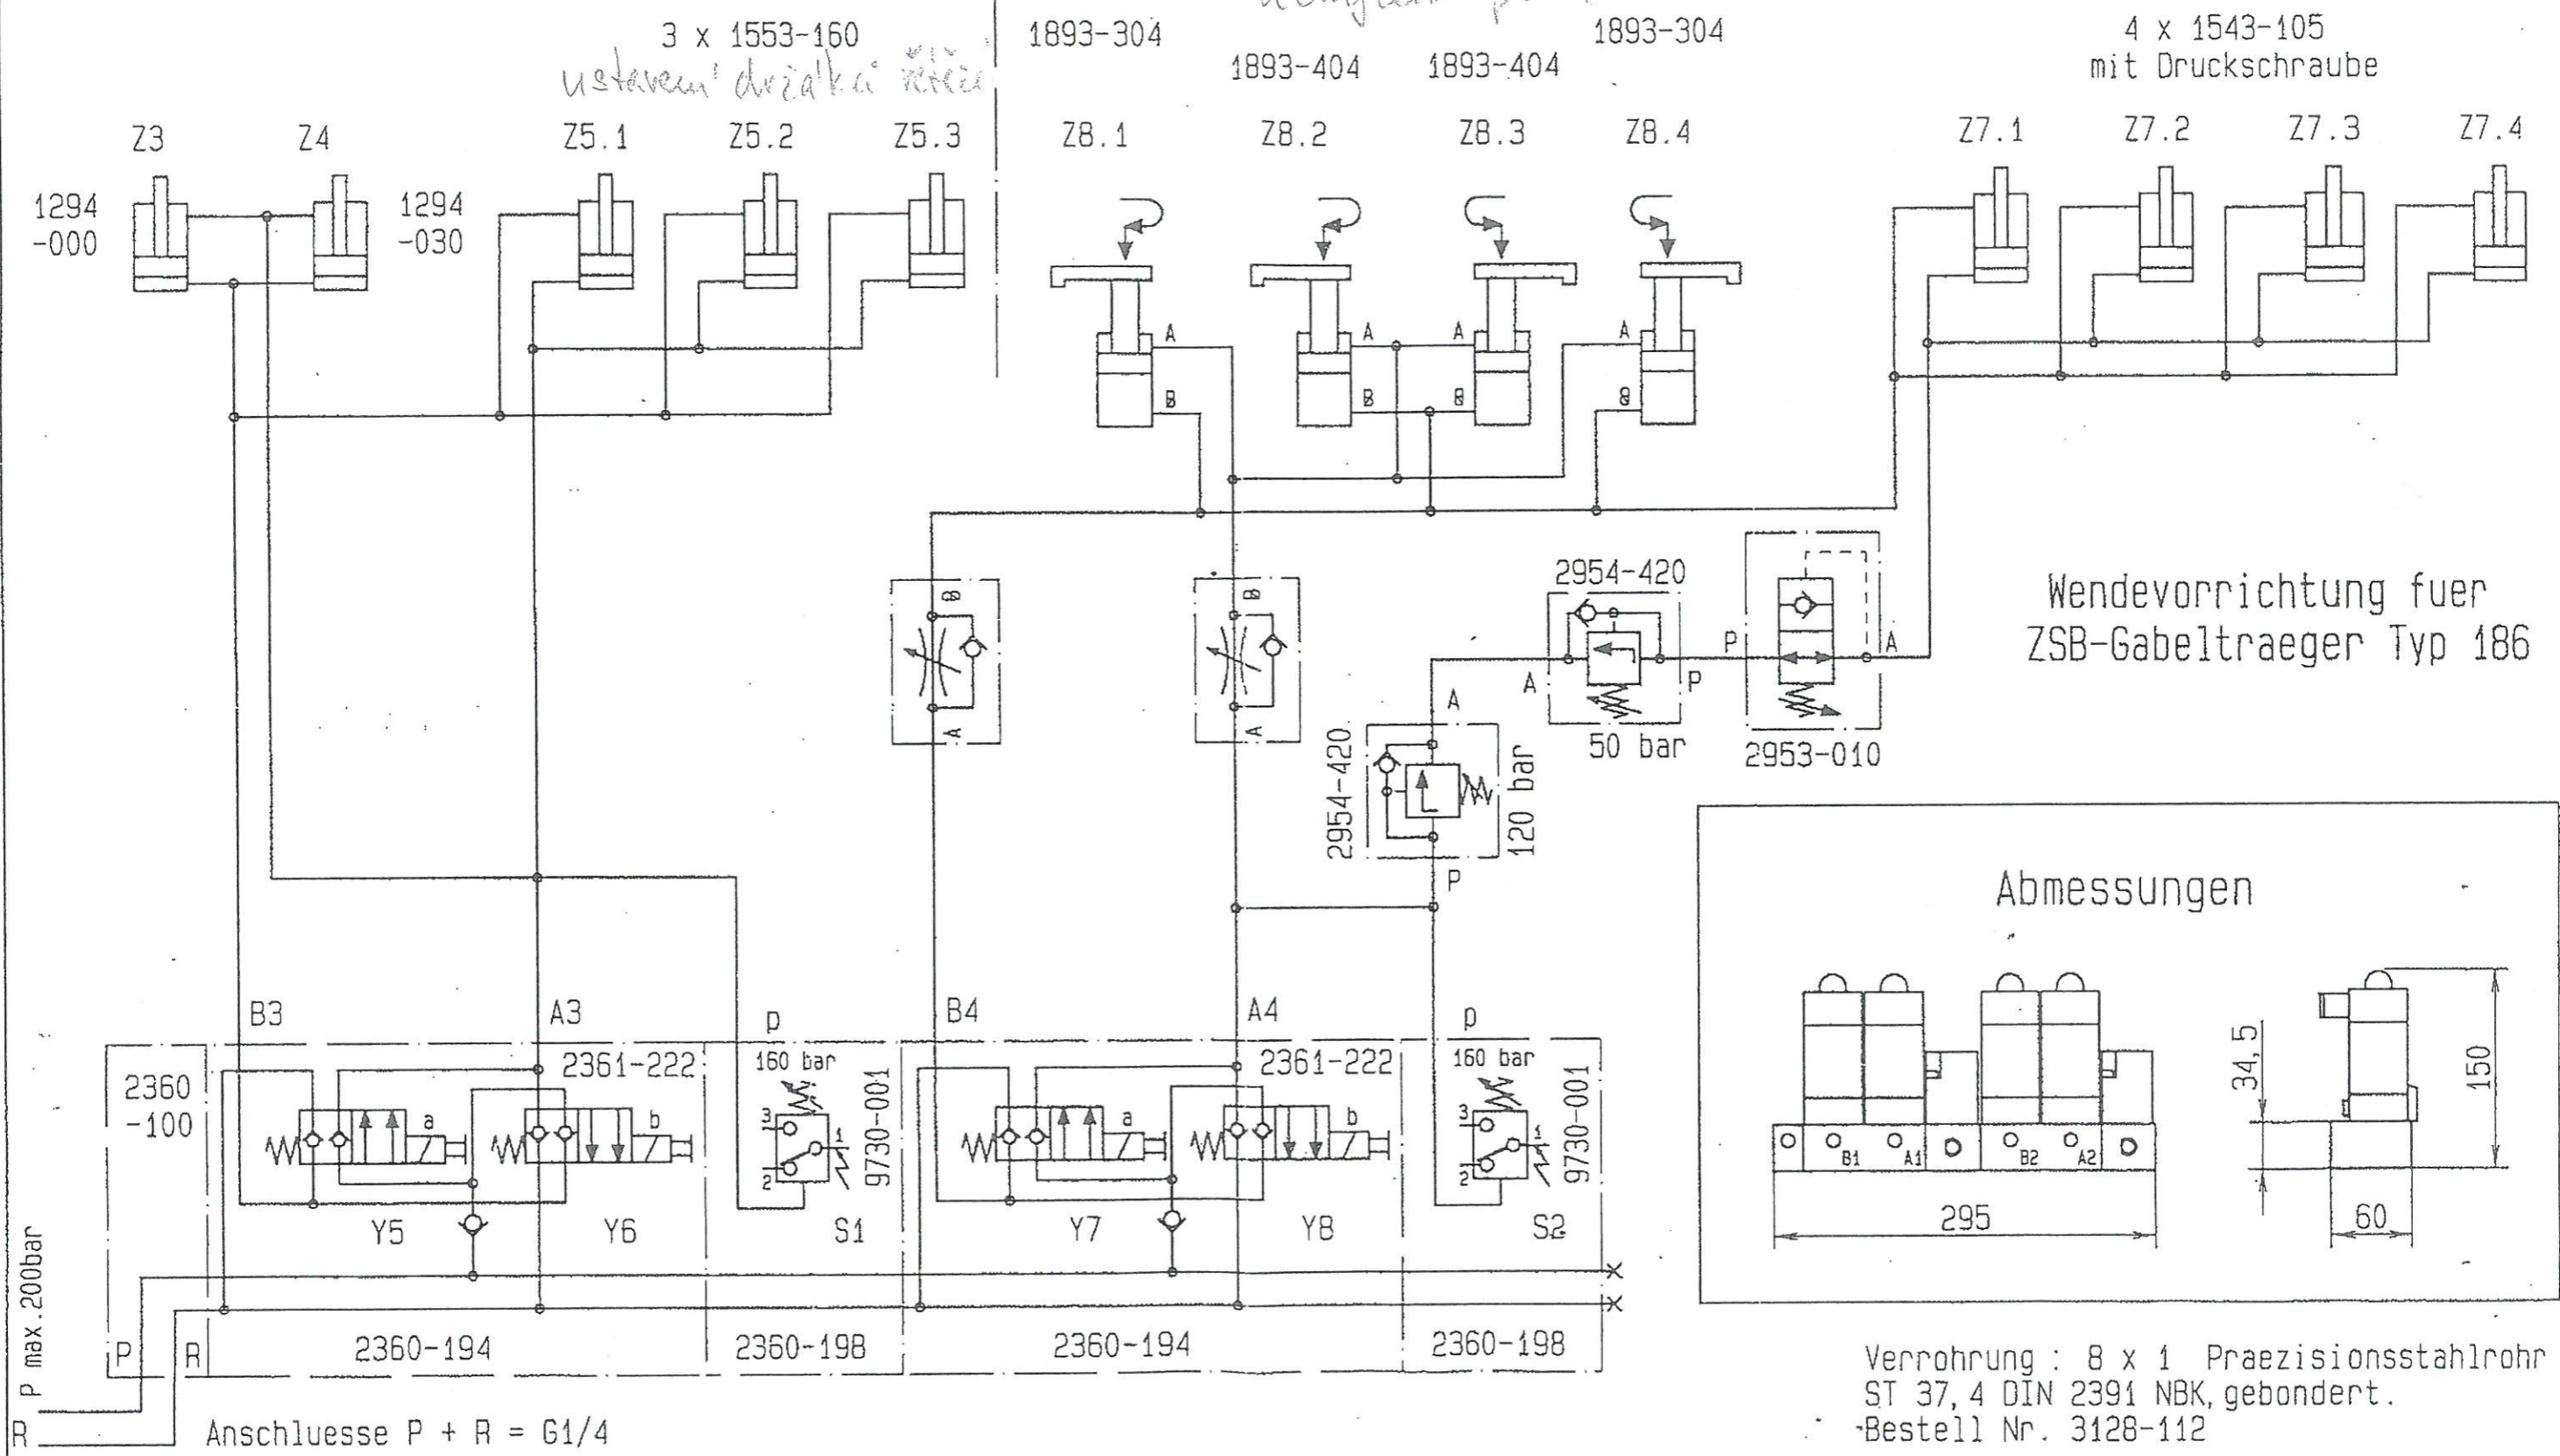 3 x 1553-160
ustavení držáků
1893-304
1893-404
1893-404
1893-304
4 x 1543-105
mit Druckschraube
Z3
Z4
Z5.1
Z5.2
Z5.3
Z8.1
Z8.2
Z8.3
Z8.4
Z7.1
Z7.2
Z7.3
Z7.4
1294
-000
1294
-030
A
A
A
A
B
B
B
B
2954-420
B
B
P
A
A
P
A
A
A
50 bar
2953-010
2954-420
120 bar
P
Wendevorrichtung fuer
ZSB-Gabeltraeger Typ 186
Abmessungen
B3
A3
p
B4
A4
p
2360
-100
2361-222
160 bar
9730-001
2361-222
160 bar
9730-001
a
b
3
1
2
a
b
3
1
2
Y5
Y6
S1
Y7
Y8
S2
B1
A1
B2
A2
34,5
150
295
60
P
R
2360-194
2360-198
2360-194
2360-198
P max.200bar
R
Anschluesse P + R = G1/4
Verrohrung : 8 x 1 Praezisionsstahlrohr
ST 37,4 DIN 2391 NBK, gebondert.
Bestell Nr. 3128-112